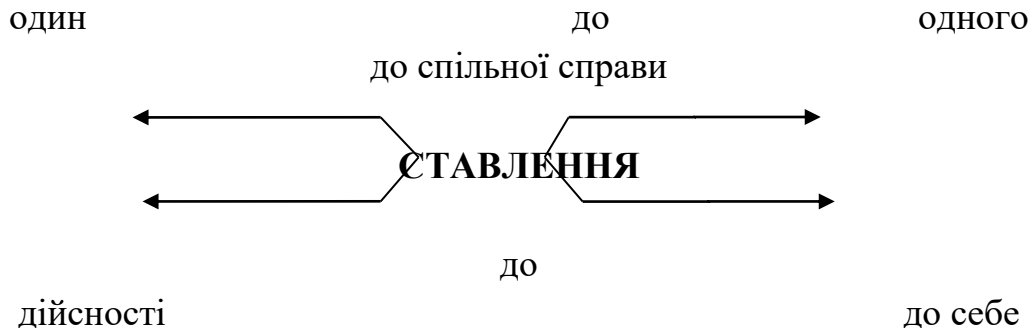 один до одного
до спільної справи
СТАВЛЕННЯ
до
дійсності до себе